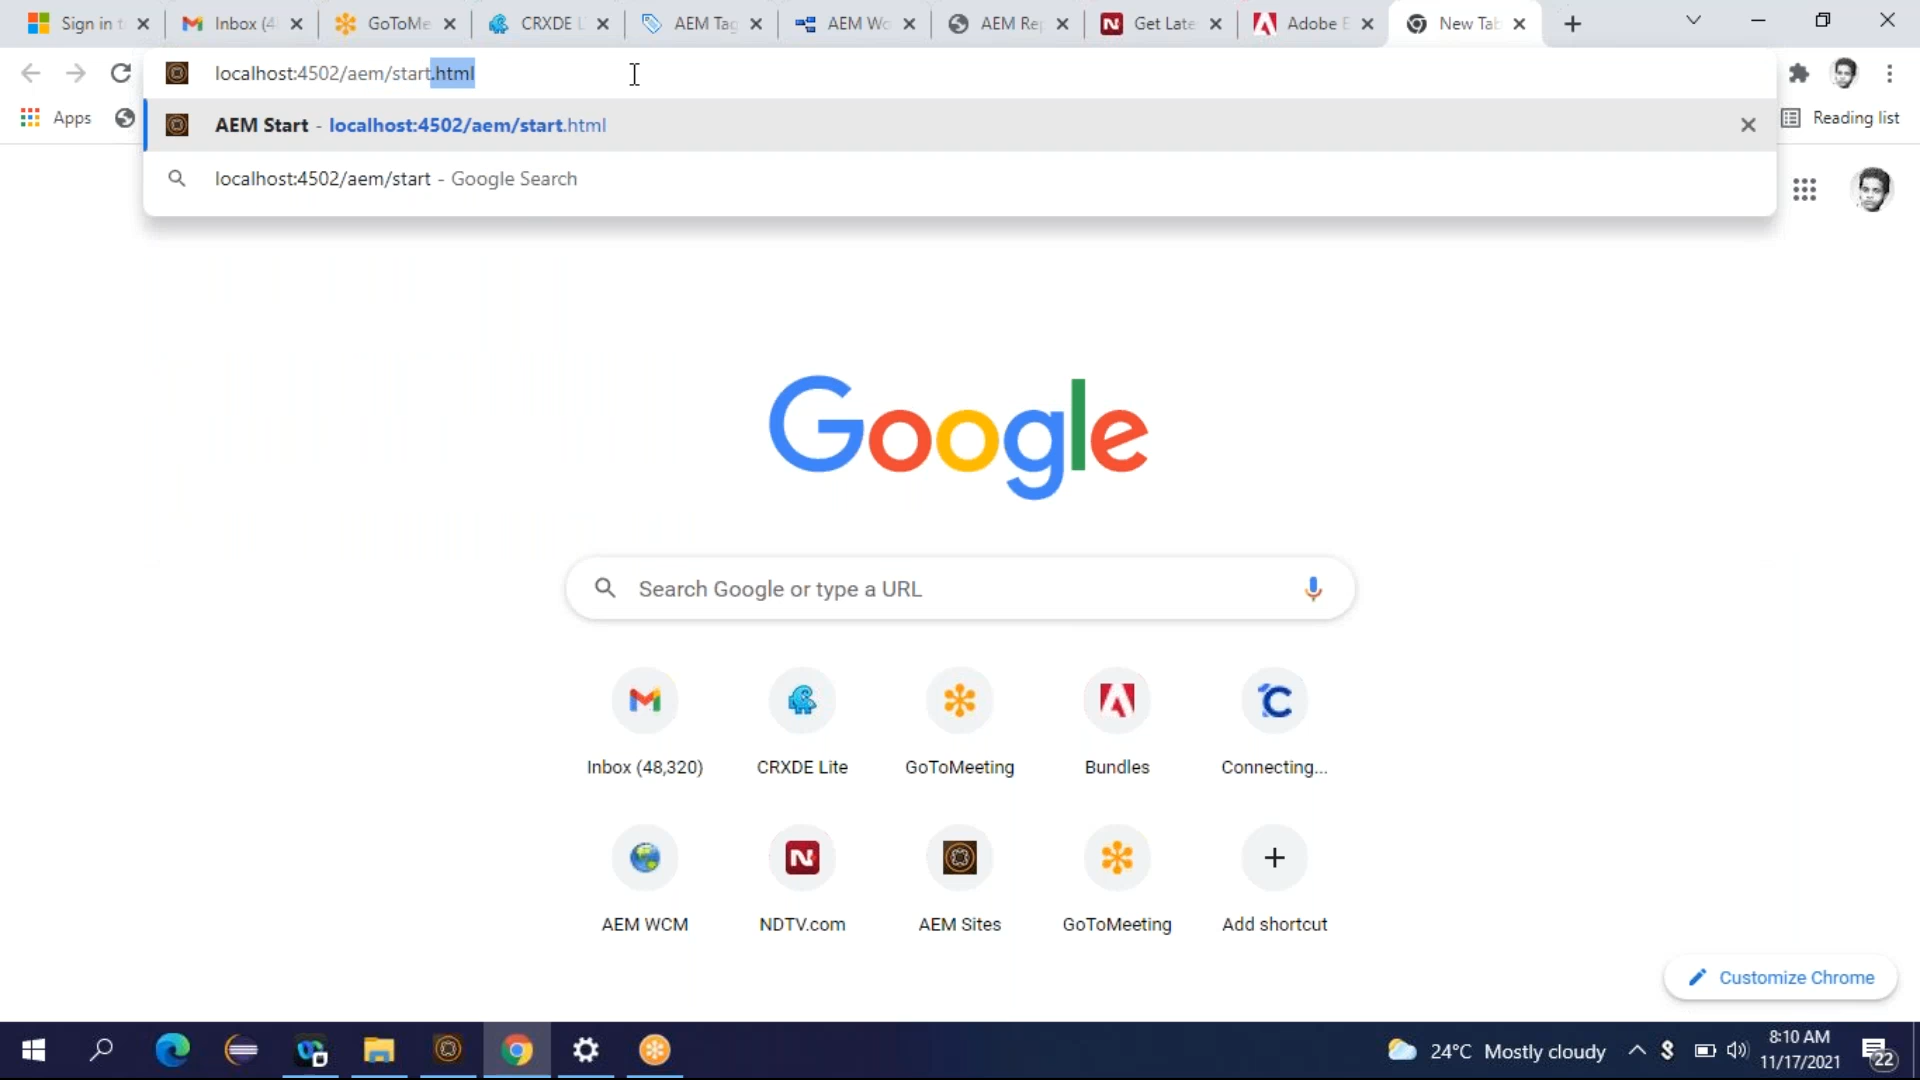 Sign in t
Inbox (4
GoToMe
CRXDE L
AEM Tag
AEM Wo
AEM Rep
Get Late
Adobe E
New Tab
localhost:4502/aem/start.html
Apps
AEM Start - localhost:4502/aem/start.html
Reading list
localhost:4502/aem/start - Google Search
Google
Search Google or type a URL
Inbox (48,320)
CRXDE Lite
GoToMeeting
Bundles
Connecting...
AEM WCM
NDTV.com
AEM Sites
GoToMeeting
Add shortcut
Customize Chrome
24°C Mostly cloudy
8:10 AM
11/17/2021
22